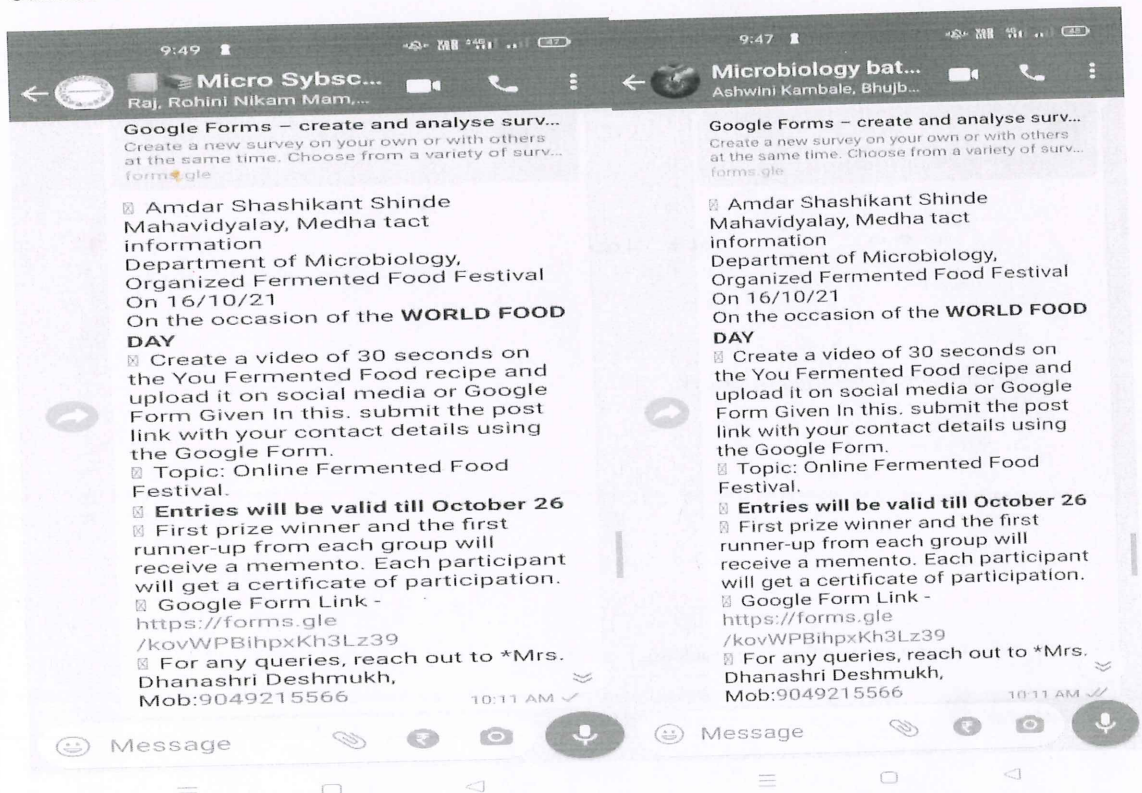 9:49
47
Micro Sybsc...
Raj, Rohini Nikam Mam,...
Google Forms – create and analyse surv...
Create a new survey on your own or with others
at the same time. Choose from a variety of surv...
forms.gle
Amdar Shashikant Shinde
Mahavidyalay, Medha tact
information
Department of Microbiology,
Organized Fermented Food Festival
On 16/10/21
On the occasion of the WORLD FOOD
DAY
Create a video of 30 seconds on
the You Fermented Food recipe and
upload it on social media or Google
Form Given In this. submit the post
link with your contact details using
the Google Form.
Topic: Online Fermented Food
Festival.
Entries will be valid till October 26
First prize winner and the first
runner-up from each group will
receive a memento. Each participant
will get a certificate of participation.
Google Form Link -
https://forms.gle
/kovWPBihpxKh3Lz39
For any queries, reach out to *Mrs.
Dhanashri Deshmukh,
Mob:9049215566
10:11 AM
Message
9:47
Microbiology bat...
Ashwini Kambale, Bhujb...
Google Forms – create and analyse surv...
Create a new survey on your own or with others
at the same time. Choose from a variety of surv...
forms.gle
Amdar Shashikant Shinde
Mahavidyalay, Medha tact
information
Department of Microbiology,
Organized Fermented Food Festival
On 16/10/21
On the occasion of the WORLD FOOD
DAY
Create a video of 30 seconds on
the You Fermented Food recipe and
upload it on social media or Google
Form Given In this. submit the post
link with your contact details using
the Google Form.
Topic: Online Fermented Food
Festival.
Entries will be valid till October 26
First prize winner and the first
runner-up from each group will
receive a memento. Each participant
will get a certificate of participation.
Google Form Link -
https://forms.gle
/kovWPBihpxKh3Lz39
For any queries, reach out to *Mrs.
Dhanashri Deshmukh,
Mob:9049215566
10:11 AM
Message